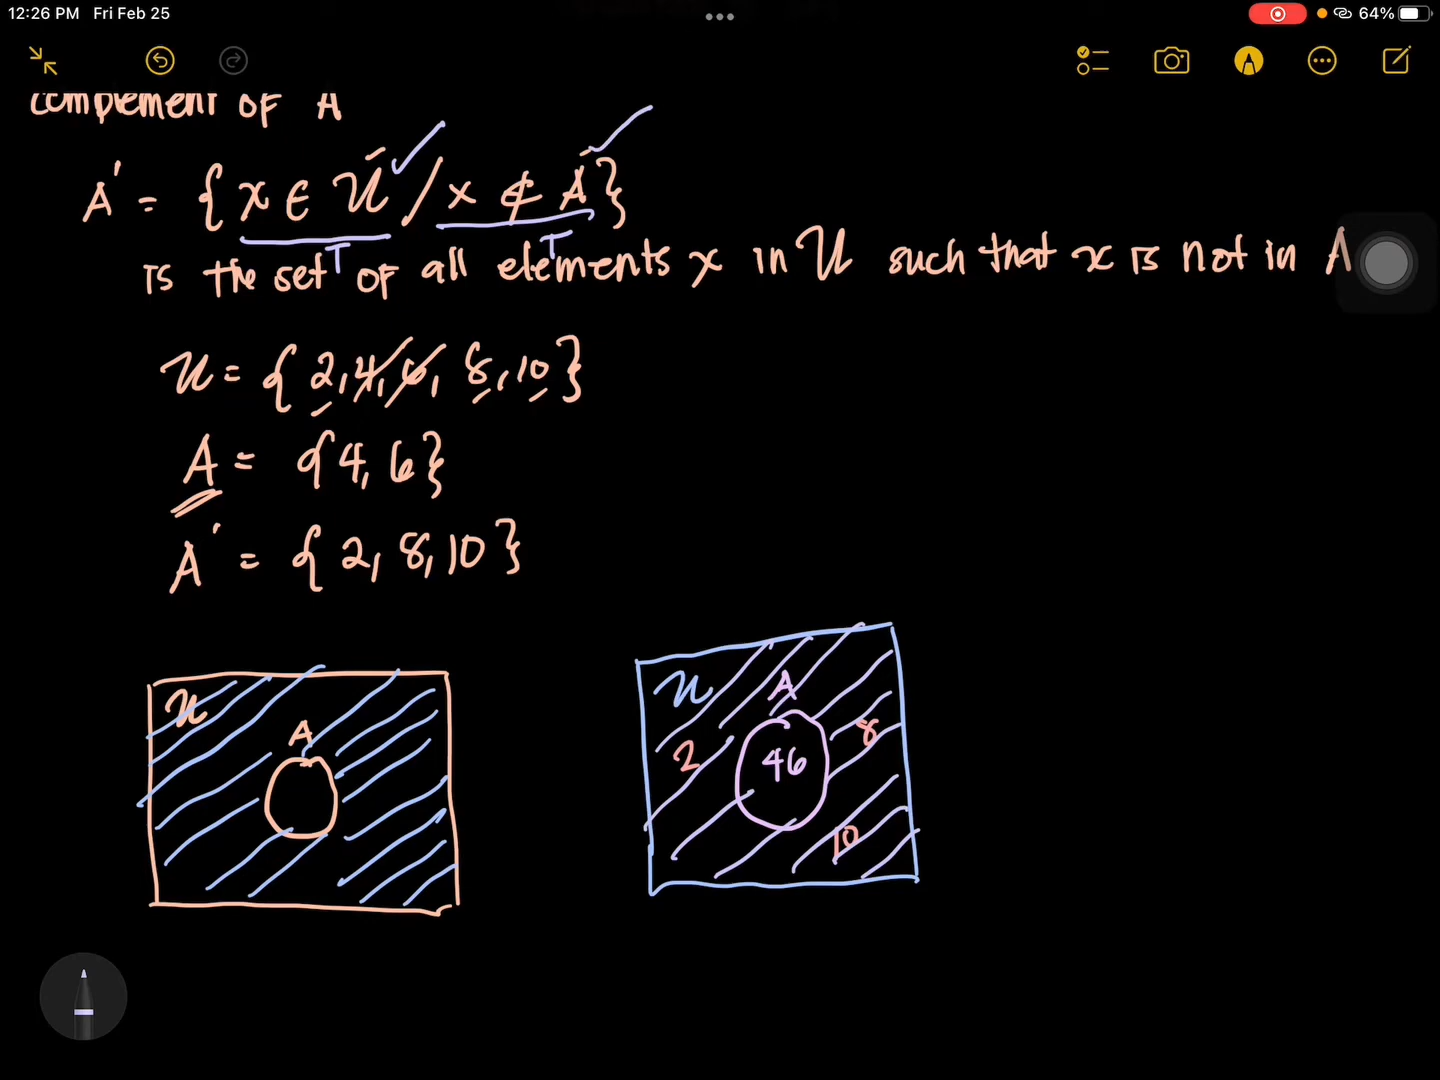 12:26 PM Fri Feb 25
64%
complement of A
A' = {x ∈ U / x ∉ A}
T T
is the set of all elements x in U such that x is not in A
U = {2, 4, 6, 8, 10}
A = {4, 6}
A' = {2, 8, 10}
U
A
U
A
2
46
8
10